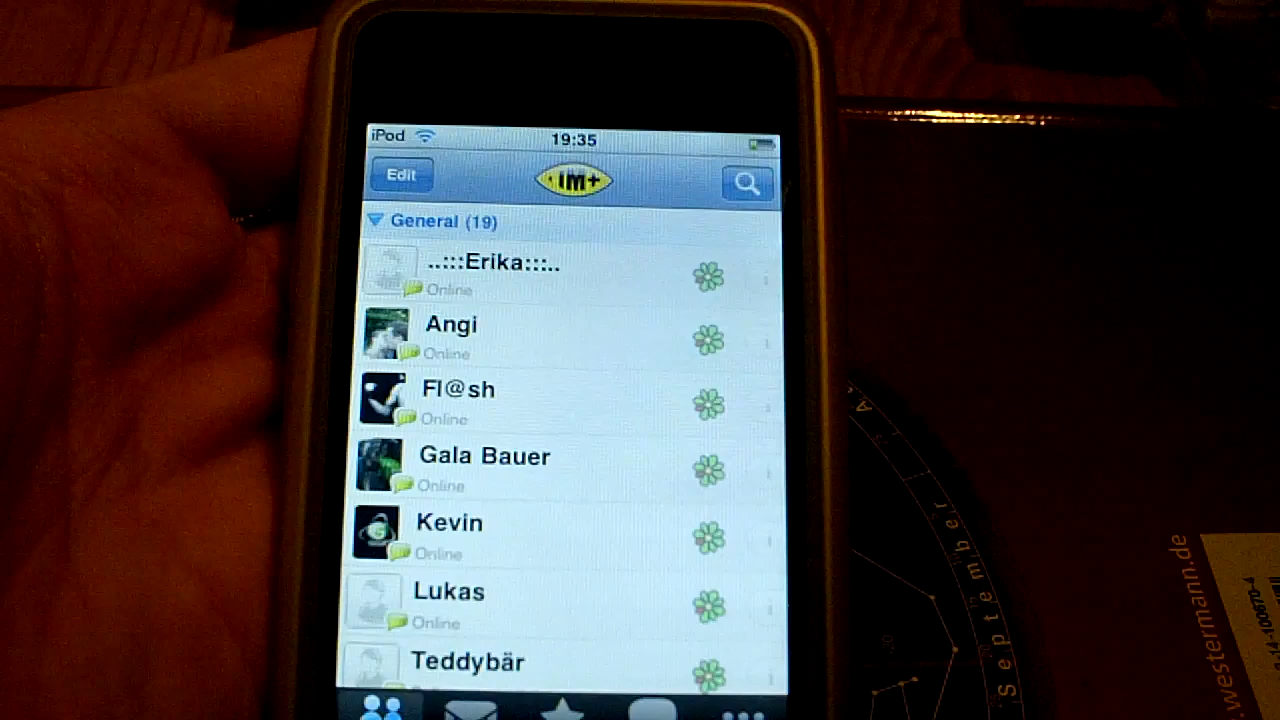 iPod 19:35
Edit IM+
General (19)
..:::Erika:::..
Online
Angi
Online
Fl@sh
Online
Gala Bauer
Online
Kevin
Online
Lukas
Online
Teddybär
September
.westermann.de